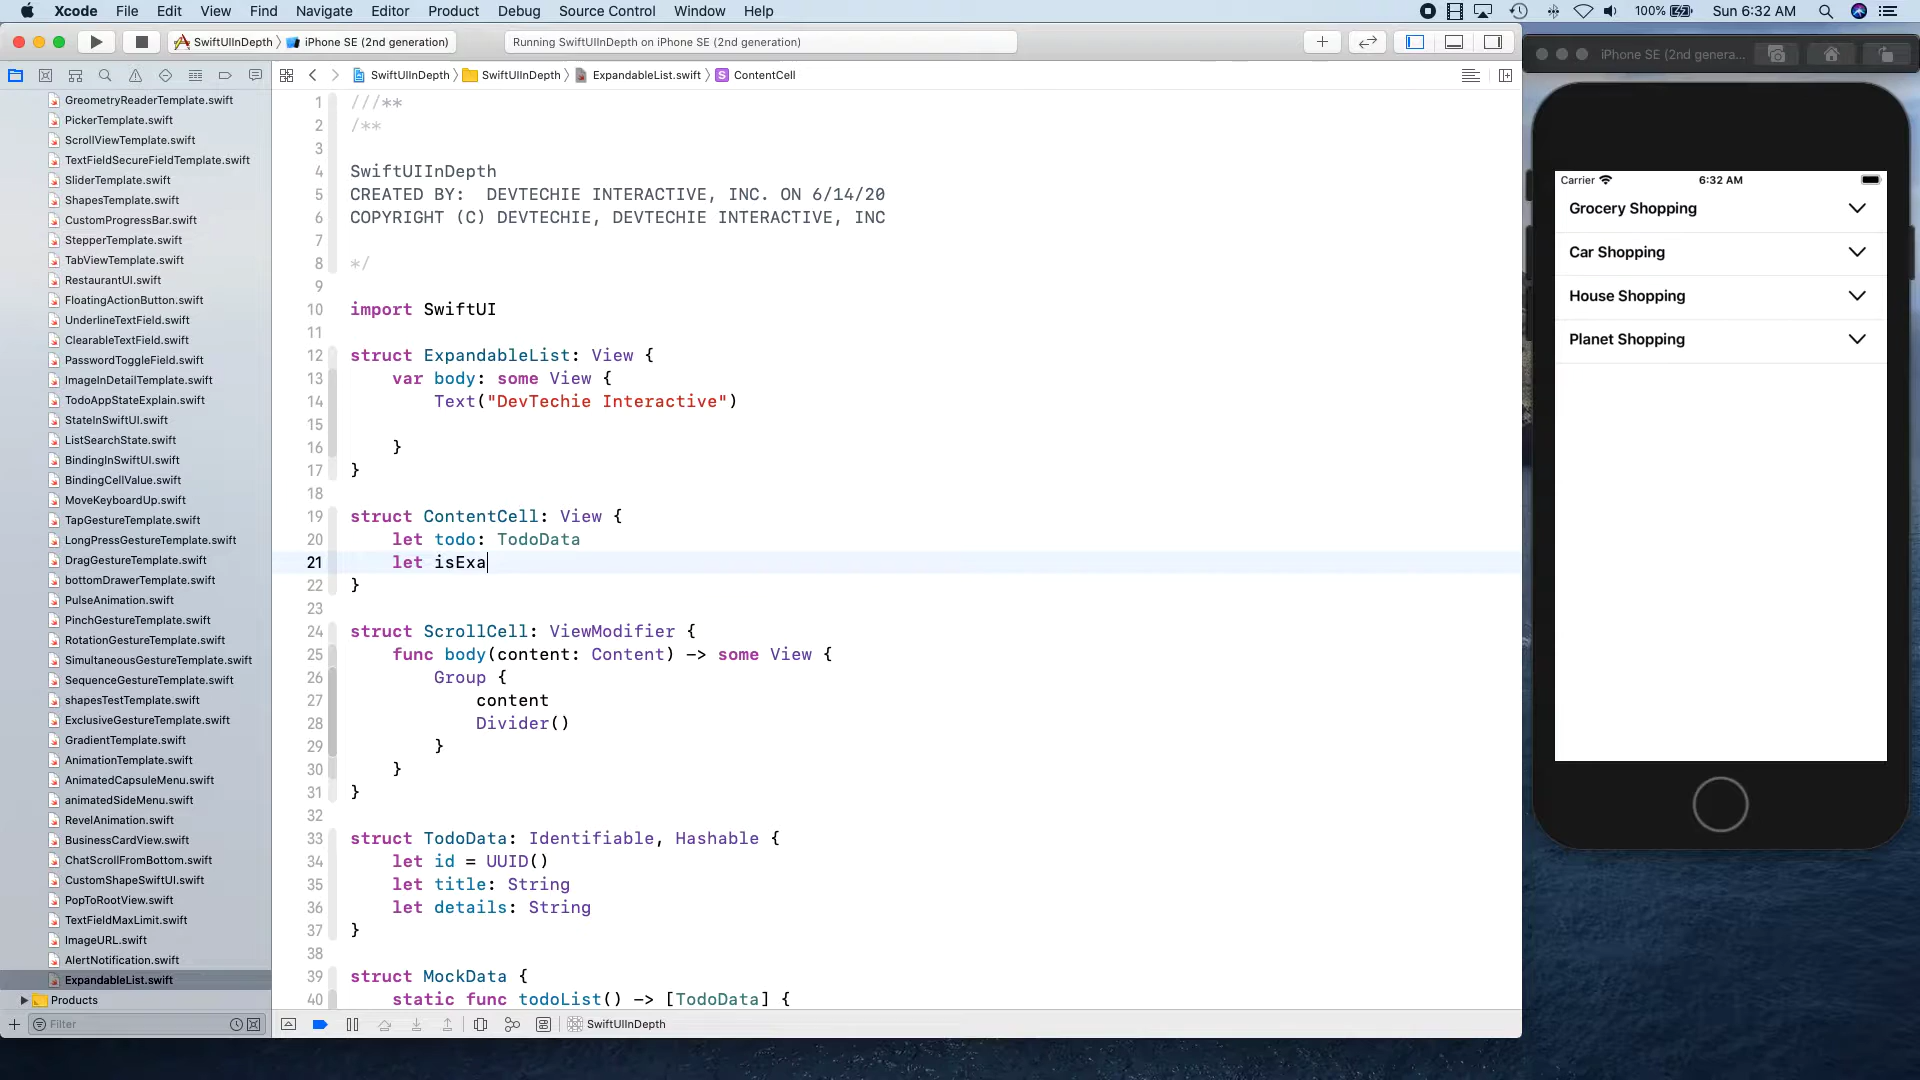 Xcode File Edit View Find Navigate Editor Product Debug Source Control Window Help 100% Sun 6:32 AM
SwiftUIInDepth iPhone SE (2nd generation) Running SwiftUIInDepth on iPhone SE (2nd generation)
SwiftUIInDepth SwiftUIInDepth ExpandableList.swift S ContentCell
GreometryReaderTemplate.swift
PickerTemplate.swift
ScrollViewTemplate.swift
TextFieldSecureFieldTemplate.swift
SliderTemplate.swift
ShapesTemplate.swift
CustomProgressBar.swift
StepperTemplate.swift
TabViewTemplate.swift
RestaurantUI.swift
FloatingActionButton.swift
UnderlineTextField.swift
ClearableTextField.swift
PasswordToggleField.swift
ImageInDetailTemplate.swift
TodoAppStateExplain.swift
StateInSwiftUI.swift
ListSearchState.swift
BindingInSwiftUI.swift
BindingCellValue.swift
MoveKeyboardUp.swift
TapGestureTemplate.swift
LongPressGestureTemplate.swift
DragGestureTemplate.swift
bottomDrawerTemplate.swift
PulseAnimation.swift
PinchGestureTemplate.swift
RotationGestureTemplate.swift
SimultaneousGestureTemplate.swift
SequenceGestureTemplate.swift
shapesTestTemplate.swift
ExclusiveGestureTemplate.swift
GradientTemplate.swift
AnimationTemplate.swift
AnimatedCapsuleMenu.swift
animatedSideMenu.swift
RevelAnimation.swift
BusinessCardView.swift
ChatScrollFromBottom.swift
CustomShapeSwiftUI.swift
PopToRootView.swift
TextFieldMaxLimit.swift
ImageURL.swift
AlertNotification.swift
ExpandableList.swift
Products
Filter
1 ///**
2 /**
3
4 SwiftUIInDepth
5 CREATED BY: DEVTECHIE INTERACTIVE, INC. ON 6/14/20
6 COPYRIGHT (C) DEVTECHIE, DEVTECHIE INTERACTIVE, INC
7
8 */
9
10 import SwiftUI
11
12 struct ExpandableList: View {
13 var body: some View {
14 Text("DevTechie Interactive")
15
16 }
17 }
18
19 struct ContentCell: View {
20 let todo: TodoData
21 let isExa
22 }
23
24 struct ScrollCell: ViewModifier {
25 func body(content: Content) -> some View {
26 Group {
27 content
28 Divider()
29 }
30 }
31 }
32
33 struct TodoData: Identifiable, Hashable {
34 let id = UUID()
35 let title: String
36 let details: String
37 }
38
39 struct MockData {
40 static func todoList() -> [TodoData] {
SwiftUIInDepth
iPhone SE (2nd genera...
Carrier 6:32 AM
Grocery Shopping
Car Shopping
House Shopping
Planet Shopping